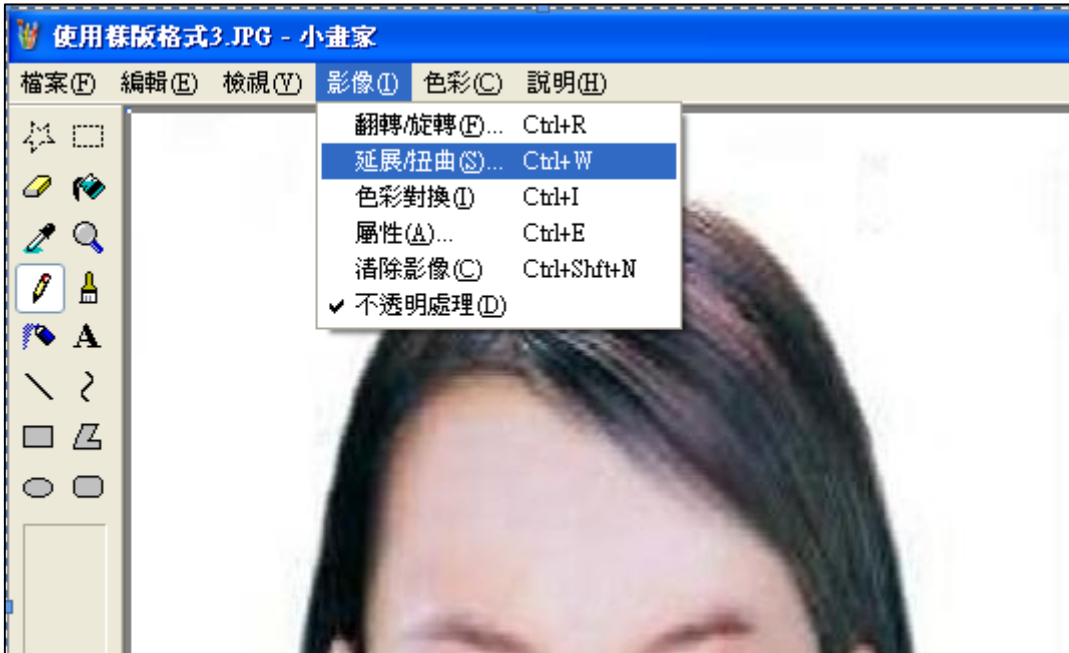 使用樣版格式3.JPG - 小畫家
檔案(F) 編輯(E) 檢視(V) 影像(I) 色彩(C) 說明(H)
翻轉/旋轉(F)... Ctrl+R
延展/扭曲(S)... Ctrl+W
色彩對換(I) Ctrl+I
屬性(A)... Ctrl+E
清除影像(C) Ctrl+Shft+N
不透明處理(D)
A